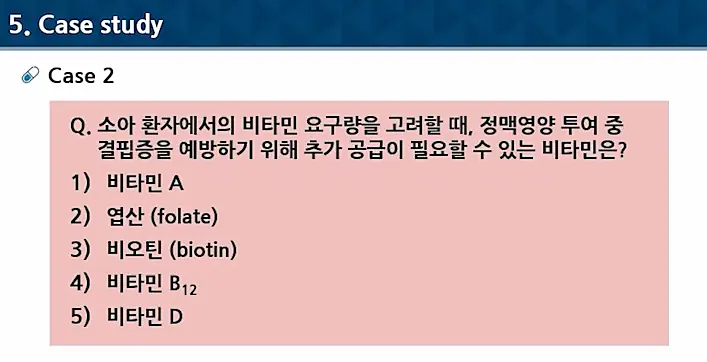 5. Case study
Case 2
Q. 소아 환자에서의 비타민 요구량을 고려할 때, 정맥영양 투여 중
결핍증을 예방하기 위해 추가 공급이 필요할 수 있는 비타민은?
1) 비타민 A
2) 엽산 (folate)
3) 비오틴 (biotin)
4) 비타민 B₁₂
5) 비타민 D